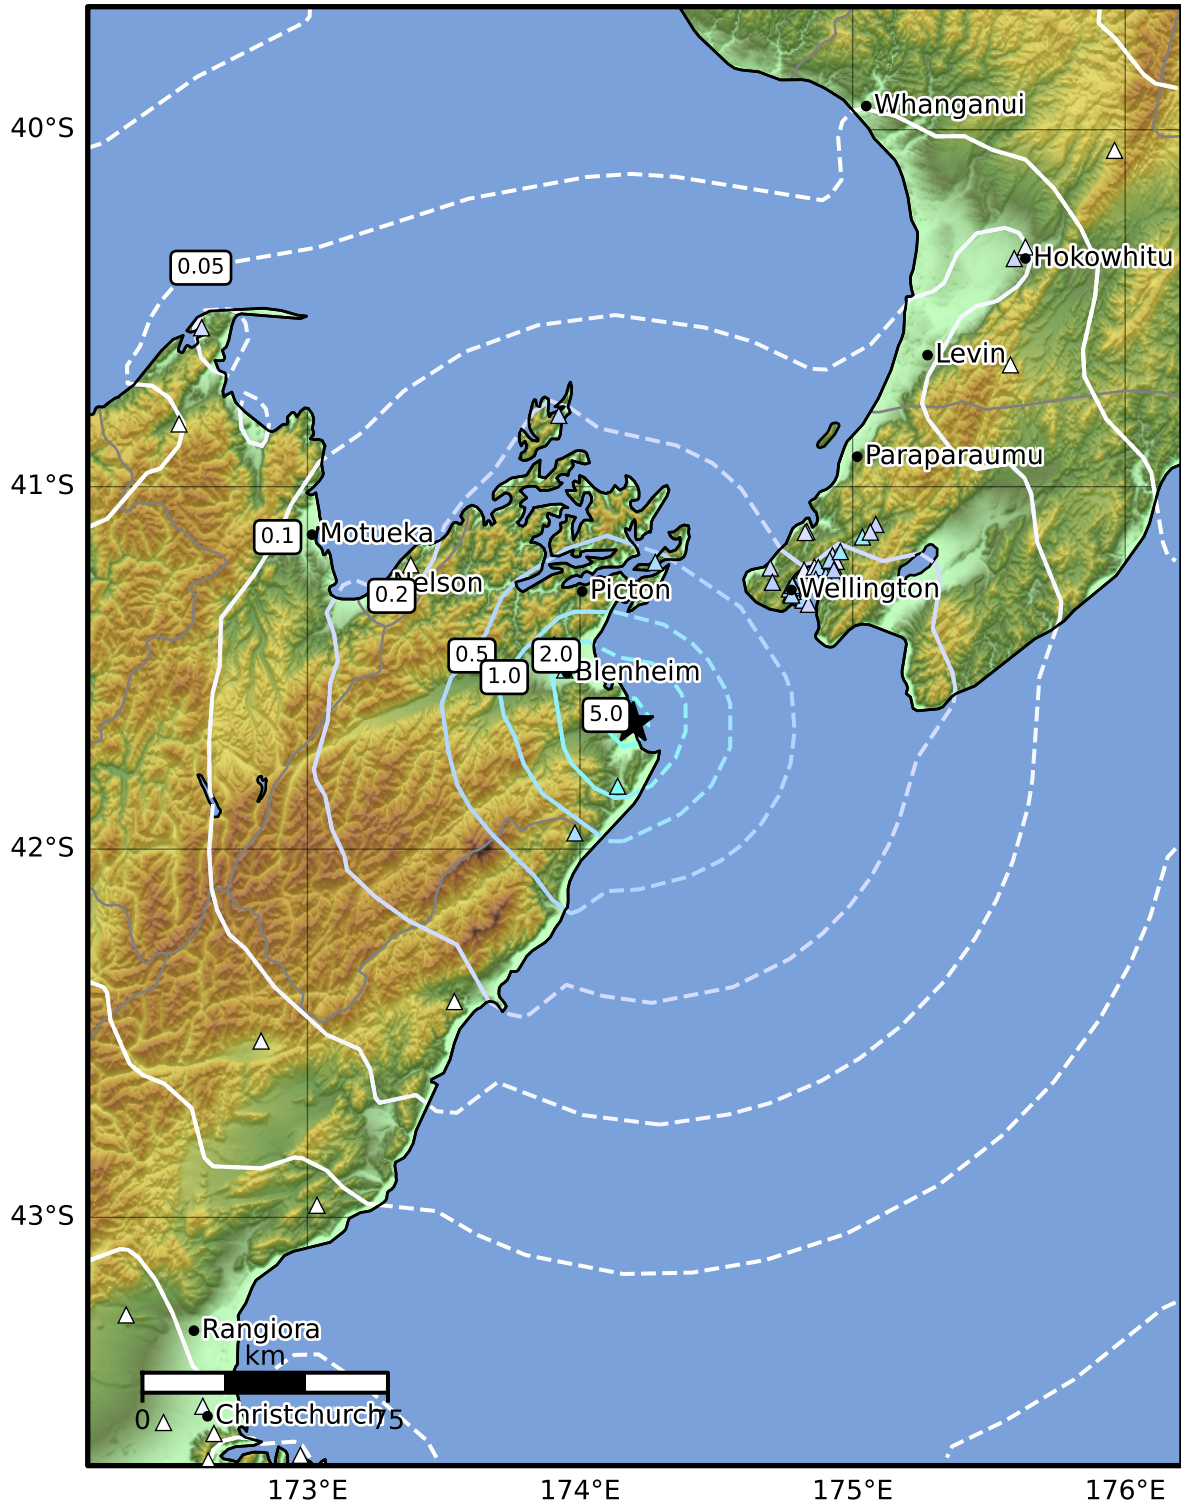 Whanganui
40°S
Hokowhitu
0.05
Levin
Paraparaumu
41°S
Motueka
0.1
Nelson
0.2
Picton
Wellington
0.5
2.0
1.0
Blenheim
5.0
42°S
43°S
Rangiora
km
0
75
Christchurch
173°E
174°E
175°E
176°E